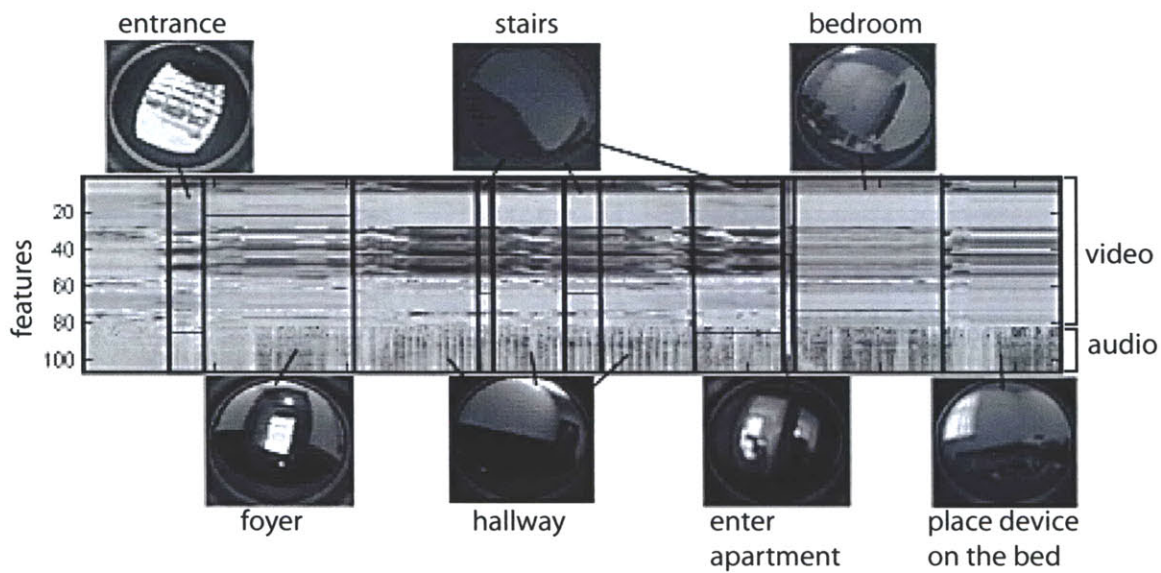 entrance
stairs
bedroom
features
20
40
60
80
100
video
audio
foyer
hallway
enter
apartment
place device
on the bed